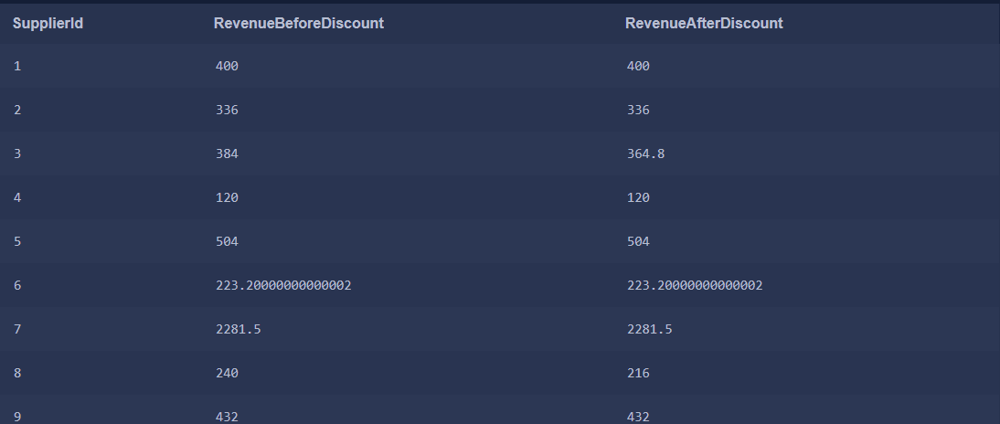 SupplierId RevenueBeforeDiscount RevenueAfterDiscount
1 400 400
2 336 336
3 384 364.8
4 120 120
5 504 504
6 223.20000000000002 223.20000000000002
7 2281.5 2281.5
8 240 216
9 432 432